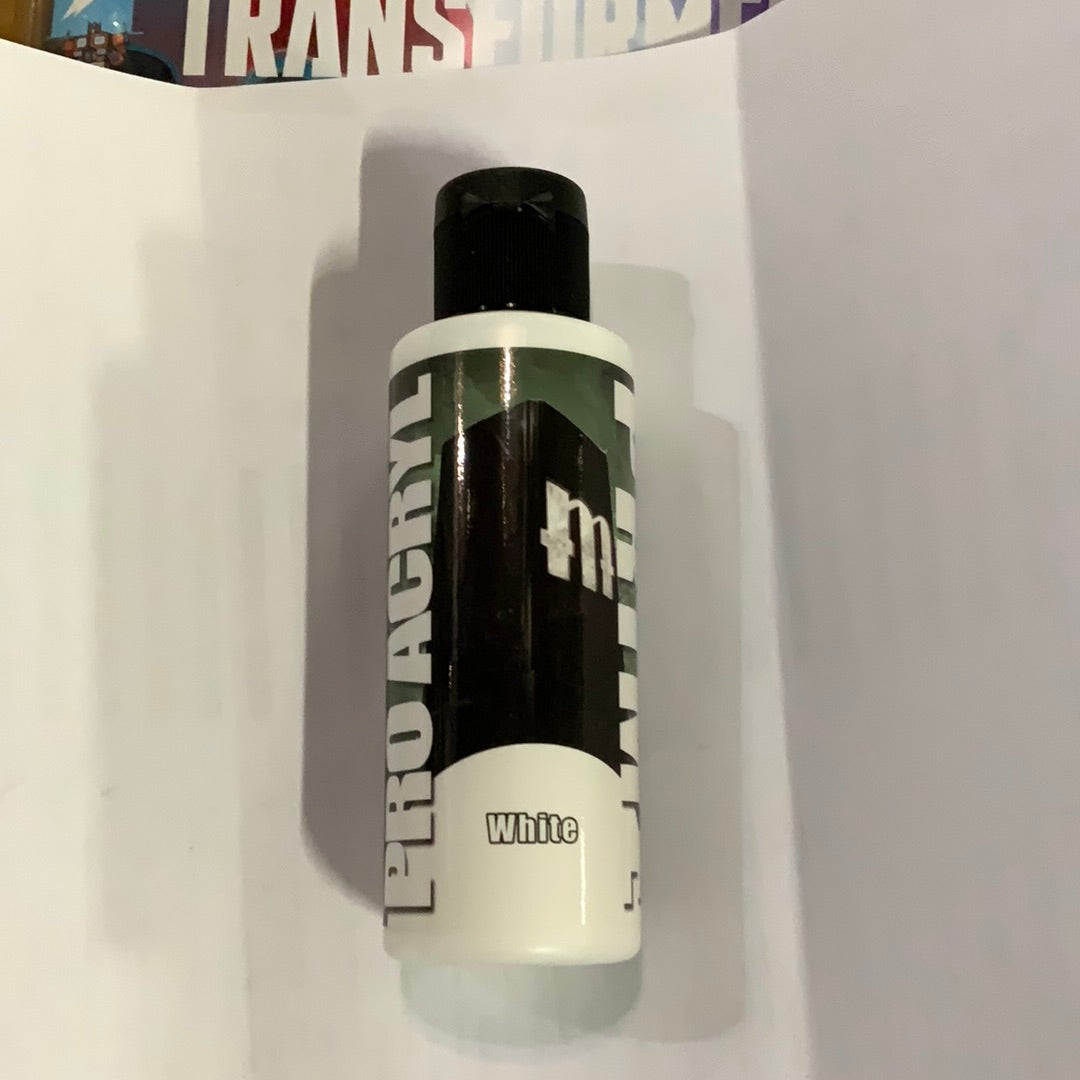 TRANSFORME
PRO ACRYL
m
White